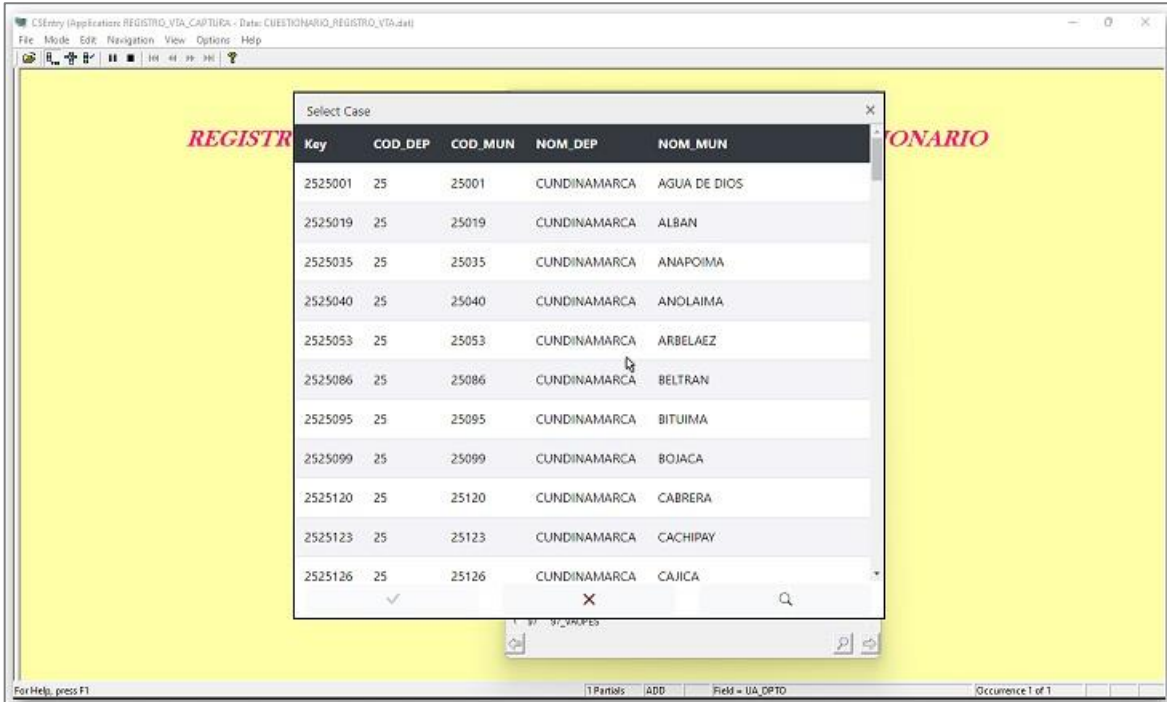 CSEntry (Application: REGISTRO_VTA_CAPTURA - Data: CUESTIONARIO_REGISTRO_VTA.dat)
File Mode Edit Navigation View Options Help
REGISTR
IONARIO
Select Case
Key COD_DEP COD_MUN NOM_DEP NOM_MUN
2525001 25 25001 CUNDINAMARCA AGUA DE DIOS
2525019 25 25019 CUNDINAMARCA ALBAN
2525035 25 25035 CUNDINAMARCA ANAPOIMA
2525040 25 25040 CUNDINAMARCA ANOLAIMA
2525053 25 25053 CUNDINAMARCA ARBELAEZ
2525086 25 25086 CUNDINAMARCA BELTRAN
2525095 25 25095 CUNDINAMARCA BITUIMA
2525099 25 25099 CUNDINAMARCA BOJACA
2525120 25 25120 CUNDINAMARCA CABRERA
2525123 25 25123 CUNDINAMARCA CACHIPAY
2525126 25 25126 CUNDINAMARCA CAJICA
97 97_VAUPES
For Help, press F1 1 Partials ADD Field = UA_DPTO Occurrence 1 of 1